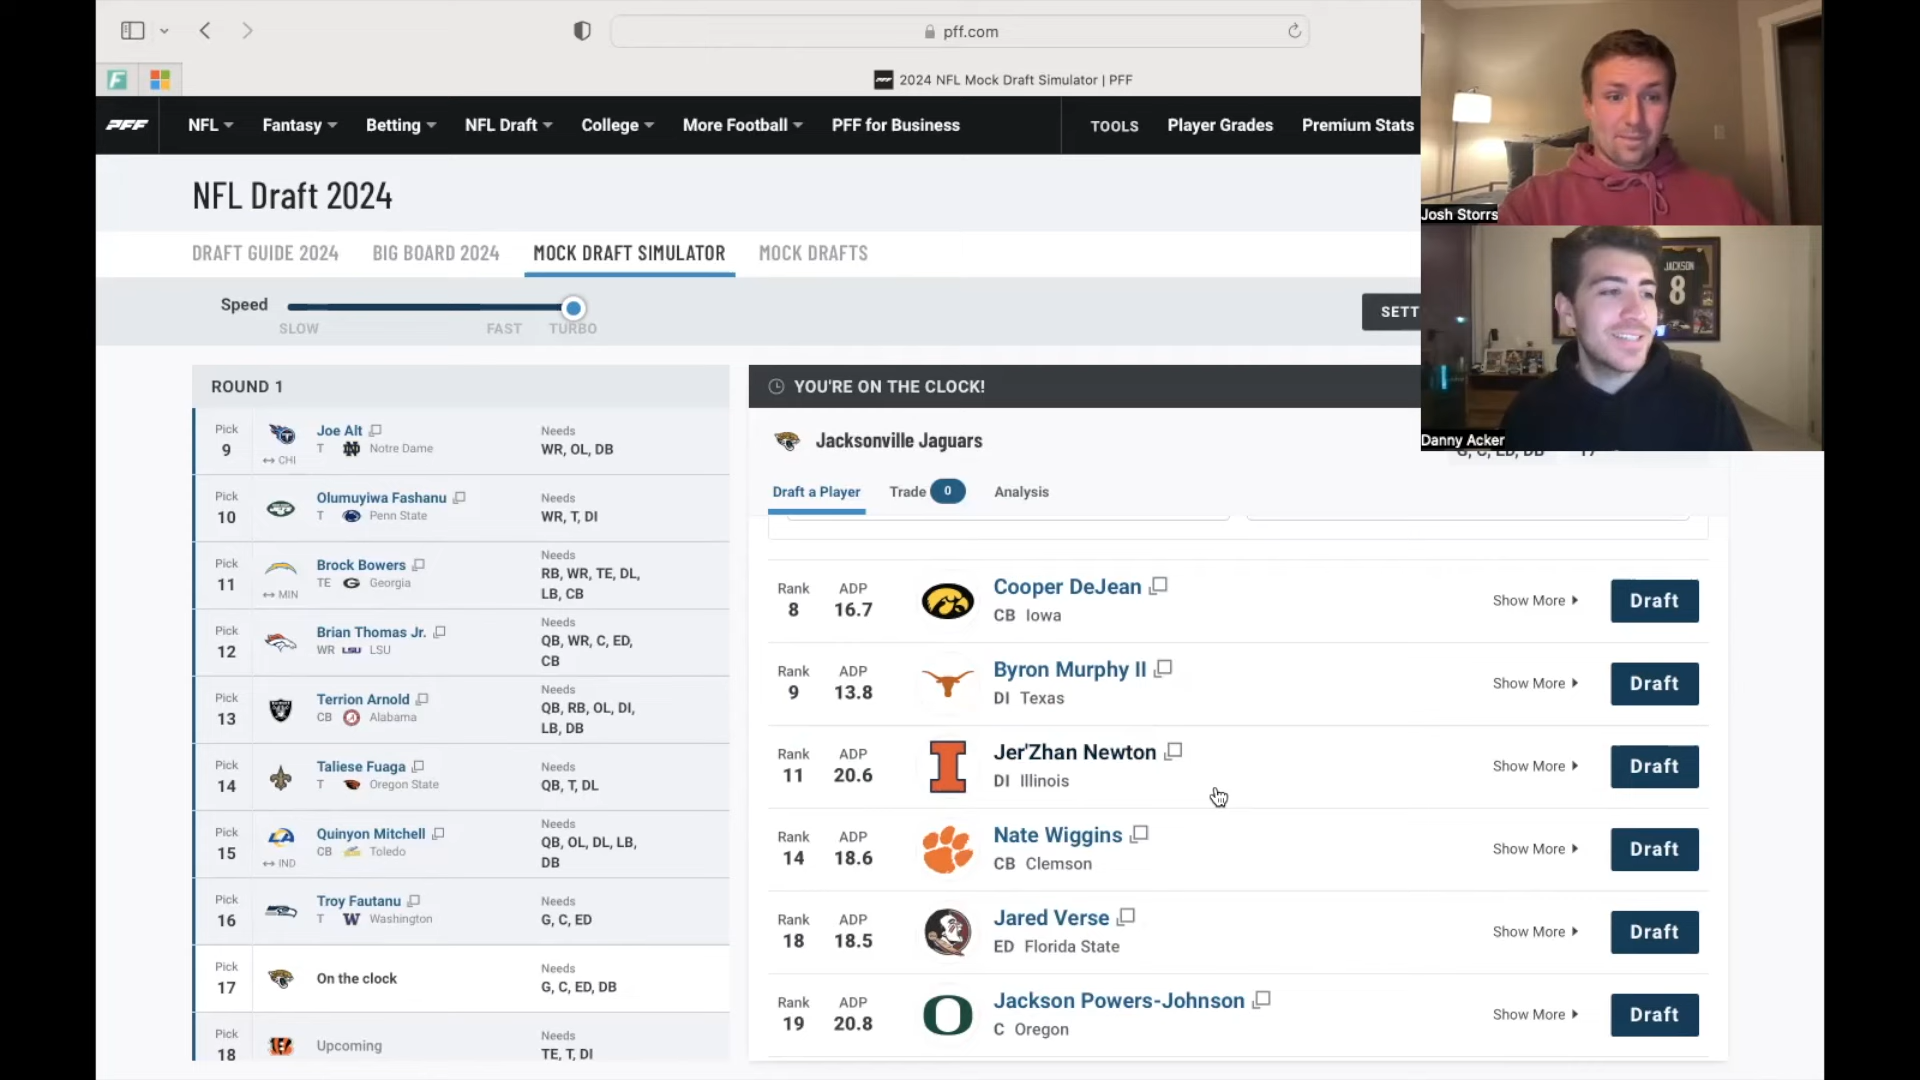 pff.com
2024 NFL Mock Draft Simulator | PFF
PFF
NFL
Fantasy
Betting
NFL Draft
College
More Football
PFF for Business
TOOLS
Player Grades
Premium Stats
Josh Storrs
JACKSON
8
Danny Acker
NFL Draft 2024
DRAFT GUIDE 2024
BIG BOARD 2024
MOCK DRAFT SIMULATOR
MOCK DRAFTS
Speed
SLOW
FAST
TURBO
SETT
ROUND 1
Pick 9
↔ CHI
Joe Alt
T Notre Dame
Needs
WR, OL, DB
Pick 10
Olumuyiwa Fashanu
T Penn State
Needs
WR, T, DI
Pick 11
↔ MIN
Brock Bowers
TE Georgia
Needs
RB, WR, TE, DL,
LB, CB
Pick 12
Brian Thomas Jr.
WR LSU LSU
Needs
QB, WR, C, ED,
CB
Pick 13
Terrion Arnold
CB Alabama
Needs
QB, RB, OL, DI,
LB, DB
Pick 14
Taliese Fuaga
T Oregon State
Needs
QB, T, DL
Pick 15
↔ IND
Quinyon Mitchell
CB Toledo
Needs
QB, OL, DL, LB,
DB
Pick 16
Troy Fautanu
T W Washington
Needs
G, C, ED
Pick 17
On the clock
Needs
G, C, ED, DB
Pick 18
Upcoming
Needs
TE, T, DI
YOU'RE ON THE CLOCK!
Jacksonville Jaguars
G, C, ED, DB
17
Draft a Player
Trade 0
Analysis
Rank 8
ADP 16.7
Cooper DeJean
CB Iowa
Show More
Draft
Rank 9
ADP 13.8
Byron Murphy II
DI Texas
Show More
Draft
Rank 11
ADP 20.6
Jer'Zhan Newton
DI Illinois
Show More
Draft
Rank 14
ADP 18.6
Nate Wiggins
CB Clemson
Show More
Draft
Rank 18
ADP 18.5
Jared Verse
ED Florida State
Show More
Draft
Rank 19
ADP 20.8
Jackson Powers-Johnson
C Oregon
Show More
Draft